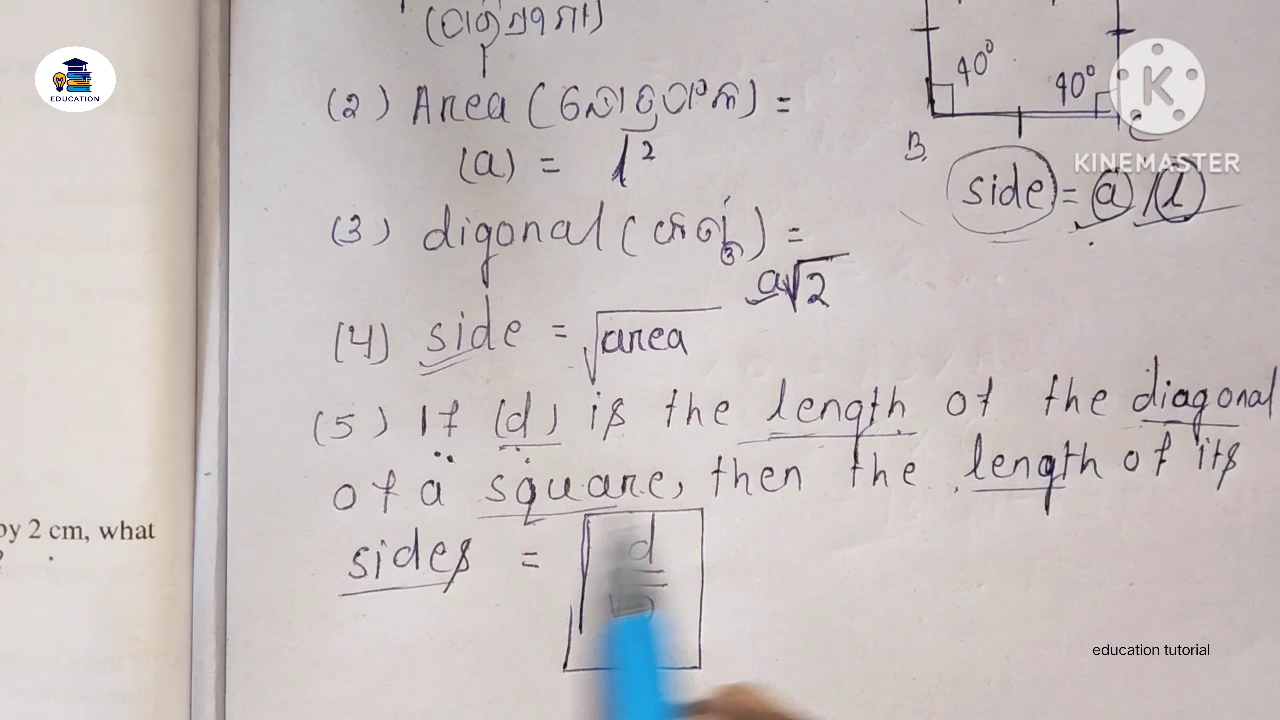 (2) Area (କ୍ଷେତ୍ରଫଳ) =
(a) = l²
(3) digonal (କର୍ଣ୍ଣ) =
a√2
(4) side = √area
(5) If (d) is the length of the diagonal
of a square, then the length of its
sides = d
40° 40°
B.
side = a / l
by 2 cm, what
EDUCATION
K
KINEMASTER
education tutorial